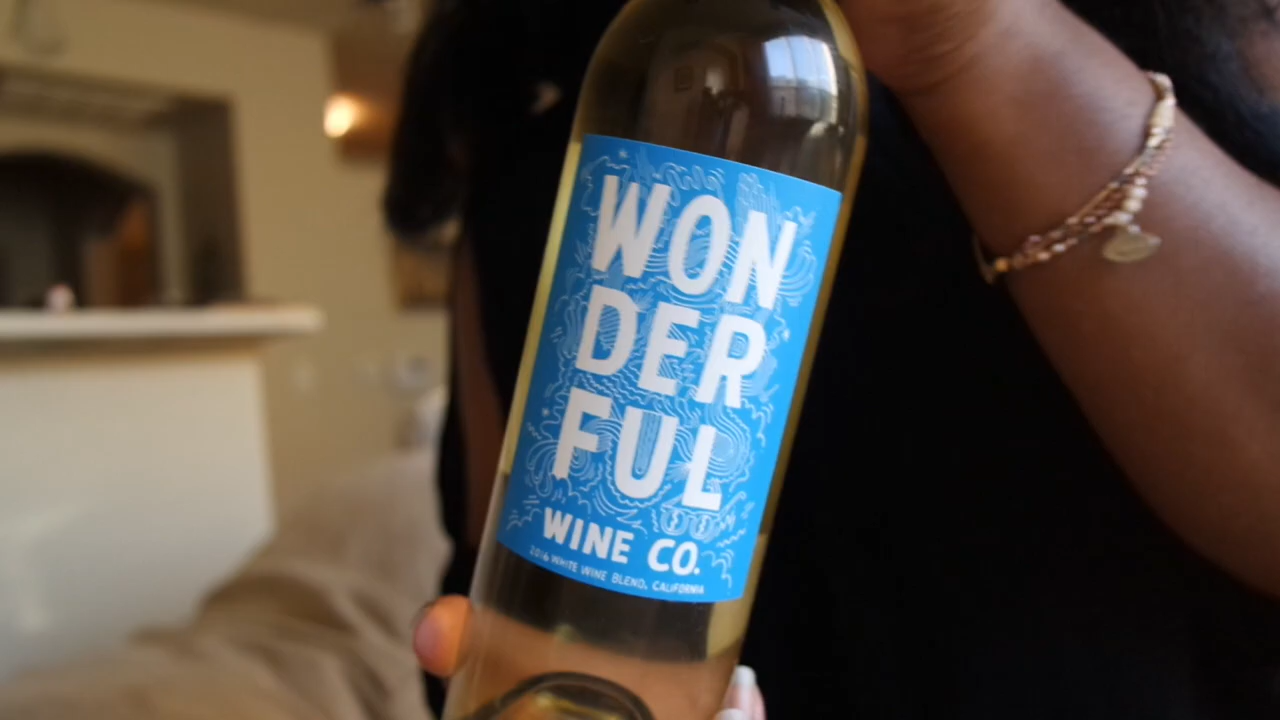 WON
DER
FUL
WINE CO.
2016 WHITE WINE BLEND, CALIFORNIA